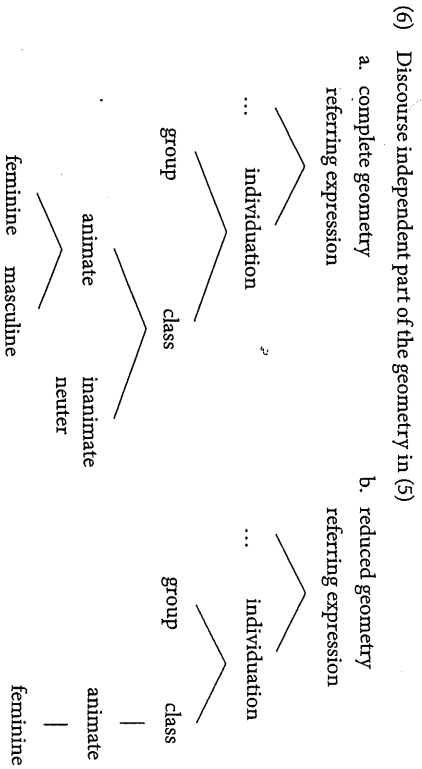 (6) Discourse independent part of the geometry in (5)
a. complete geometry
referring expression
... individuation
group class
animate inanimate
neuter
feminine masculine
b. reduced geometry
referring expression
... individuation
group class
animate
feminine